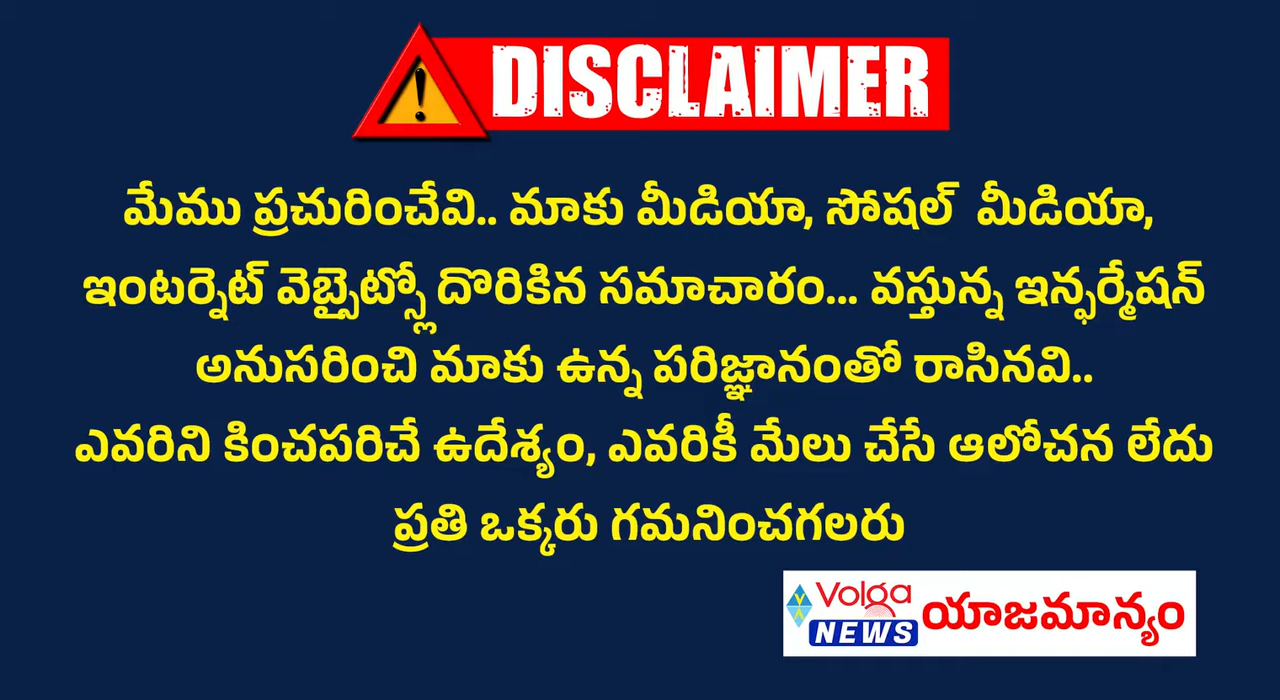 DISCLAIMER
మేము ప్రచురించేవి.. మాకు మీడియా, సోషల్ మీడియా,
ఇంటర్నెట్ వెబ్సైట్స్లో దొరికిన సమాచారం... వస్తున్న ఇన్ఫర్మేషన్
అనుసరించి మాకు ఉన్న పరిజ్ఞానంతో రాసినవి..
ఎవరిని కించపరిచే ఉదేశ్యం, ఎవరికీ మేలు చేసే ఆలోచన లేదు
ప్రతి ఒక్కరు గమనించగలరు
Volga NEWS యాజమాన్యం